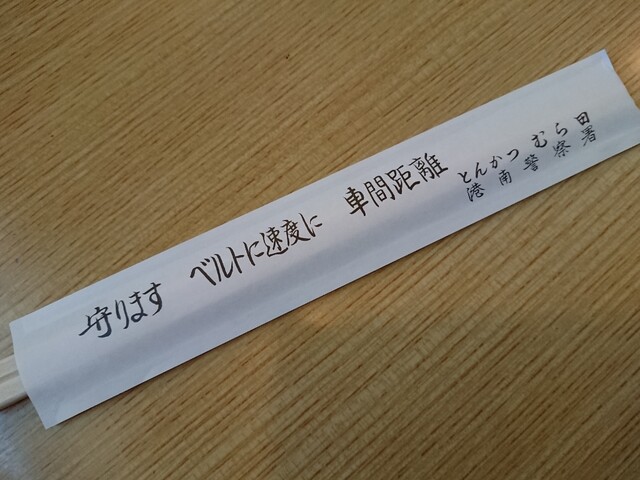 守ります　ベルトに速度に　車間距離
とんかつ むら田
港南警察署